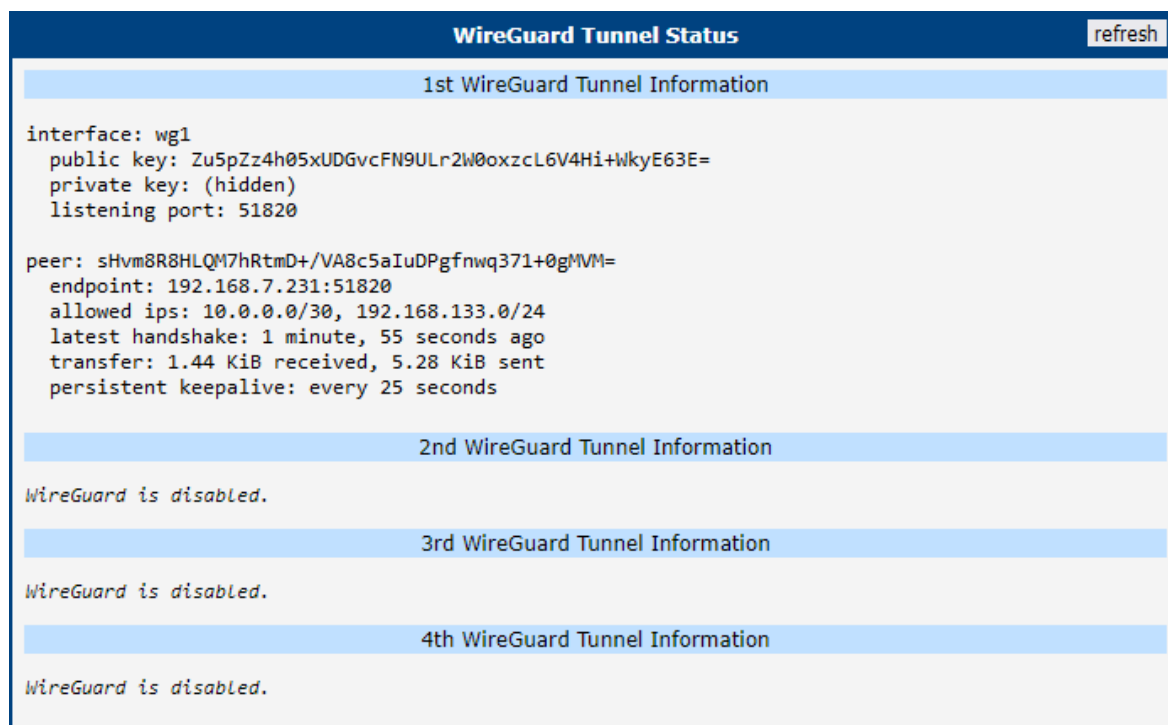 WireGuard Tunnel Status
refresh
1st WireGuard Tunnel Information
interface: wg1
public key: Zu5pZz4h05xUDGvcFN9ULr2W0oxzcL6V4Hi+WkyE63E=
private key: (hidden)
listening port: 51820
peer: sHvm8R8HLQM7hRtmD+/VA8c5aIuDPgfnwq371+0gMVM=
endpoint: 192.168.7.231:51820
allowed ips: 10.0.0.0/30, 192.168.133.0/24
latest handshake: 1 minute, 55 seconds ago
transfer: 1.44 KiB received, 5.28 KiB sent
persistent keepalive: every 25 seconds
2nd WireGuard Tunnel Information
WireGuard is disabled.
3rd WireGuard Tunnel Information
WireGuard is disabled.
4th WireGuard Tunnel Information
WireGuard is disabled.